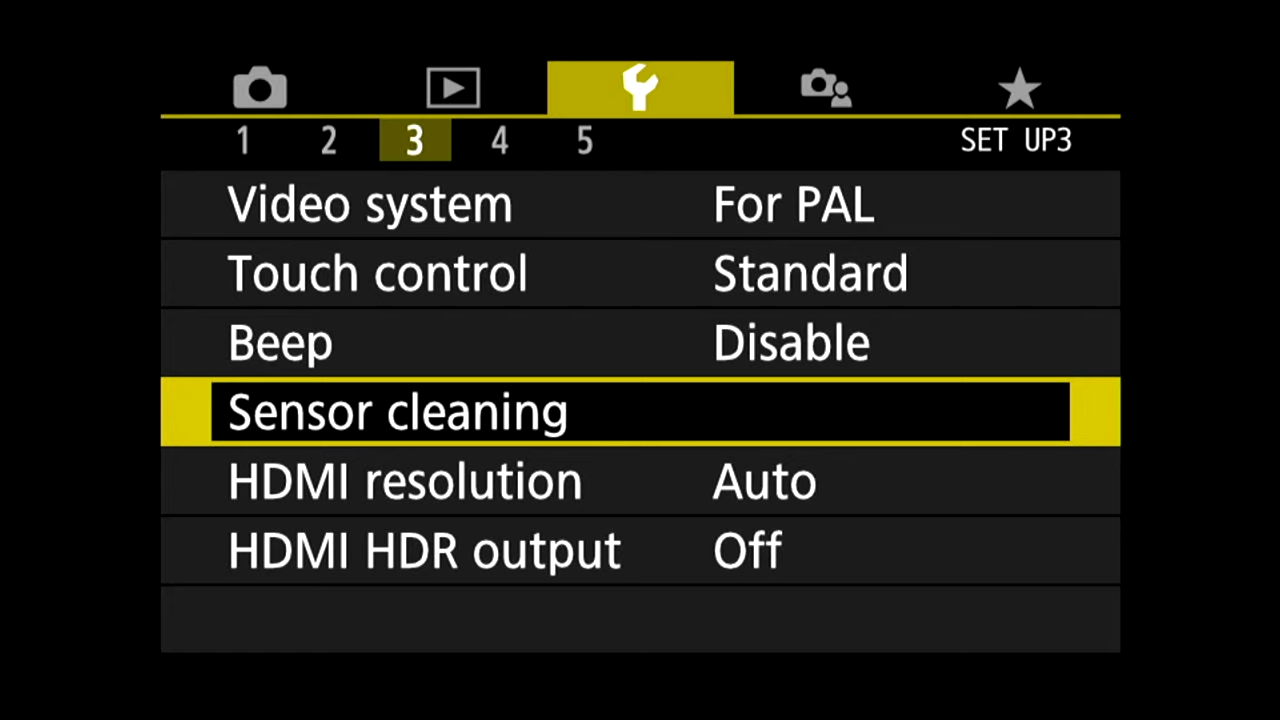 1 2 3 4 5 SET UP3
Video system For PAL
Touch control Standard
Beep Disable
Sensor cleaning
HDMI resolution Auto
HDMI HDR output Off